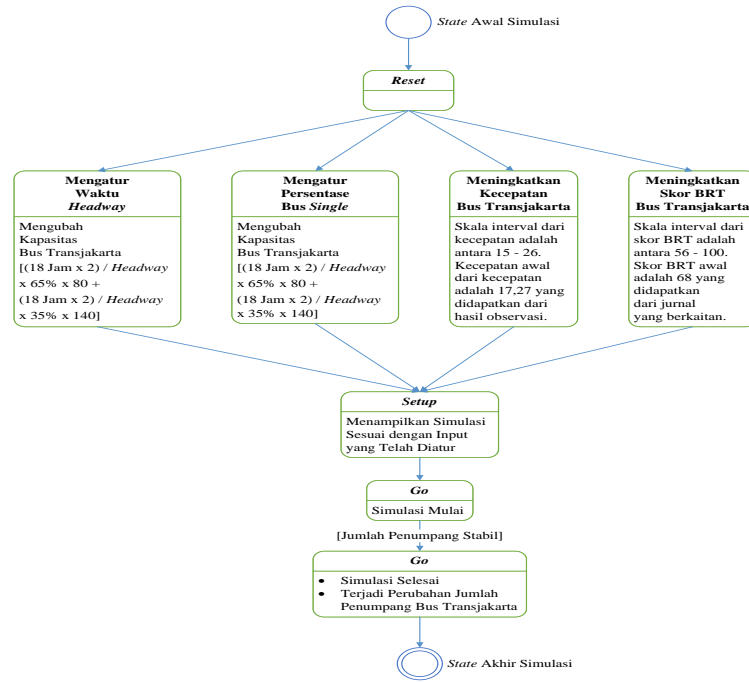 State Awal Simulasi
Reset
Mengatur
Waktu
Headway
Mengubah
Kapasitas
Bus Transjakarta
[(18 Jam x 2) / Headway
x 65% x 80 +
(18 Jam x 2) / Headway
x 35% x 140]
Mengatur
Persentase
Bus Single
Mengubah
Kapasitas
Bus Transjakarta
[(18 Jam x 2) / Headway
x 65% x 80 +
(18 Jam x 2) / Headway
x 35% x 140]
Meningkatkan
Kecepatan
Bus Transjakarta
Skala interval dari
kecepatan adalah
antara 15 - 26.
Kecepatan awal
dari kecepatan
adalah 17,27 yang
didapatkan dari
hasil observasi.
Meningkatkan
Skor BRT
Bus Transjakarta
Skala interval dari
skor BRT adalah
antara 56 - 100.
Skor BRT awal
adalah 68 yang
didapatkan
dari jurnal
yang berkaitan.
Setup
Menampilkan Simulasi
Sesuai dengan Input
yang Telah Diatur
Go
Simulasi Mulai
[Jumlah Penumpang Stabil]
Go
• Simulasi Selesai
• Terjadi Perubahan Jumlah
Penumpang Bus Transjakarta
State Akhir Simulasi